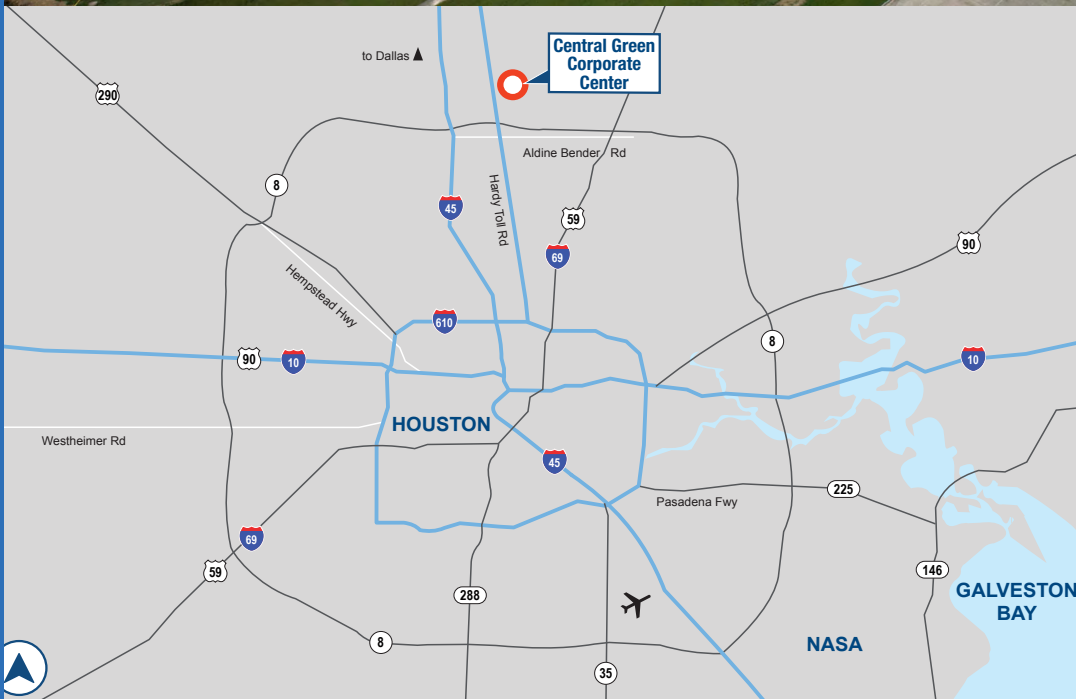 to Dallas
Central Green
Corporate
Center
290
Aldine Bender Rd
8
45
Hardy Toll Rd
59
90
69
Hempstead Hwy
610
8
90
10
10
HOUSTON
Westheimer Rd
45
225
Pasadena Fwy
69
59
146
288
GALVESTON
BAY
NASA
8
35